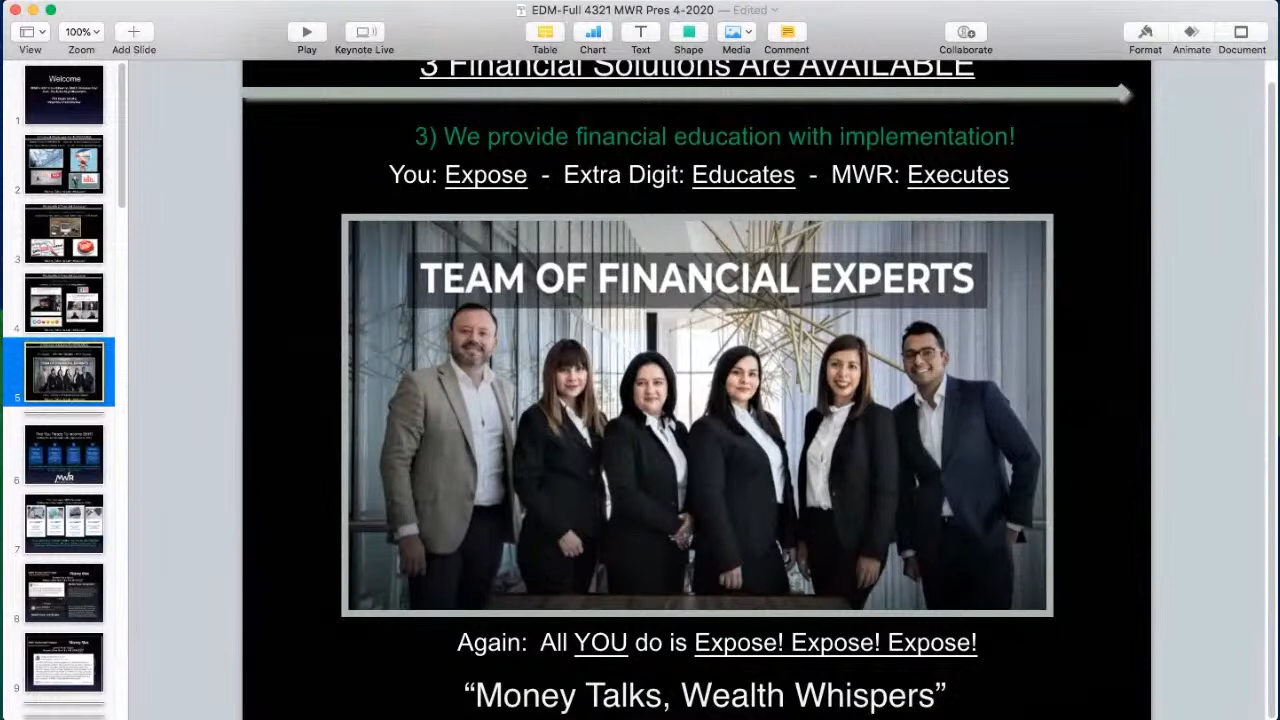 EDM-Full 4321 MWR Pres 4-2020 — Edited
100%
View
Zoom
Add Slide
Play
Keynote Live
Table
Chart
Text
Shape
Media
Comment
Collaborate
Format
Animate
Document
3 Financial Solutions Are AVAILABLE
3) We provide financial education with implementation!
You: Expose - Extra Digit: Educates - MWR: Executes
TEAM OF FINANCIAL EXPERTS
Again: All YOU do is Expose! Expose! Expose!
“Money Talks, Wealth Whispers”
Welcome
1
2
3
4
5
6
MWR
7
8
9